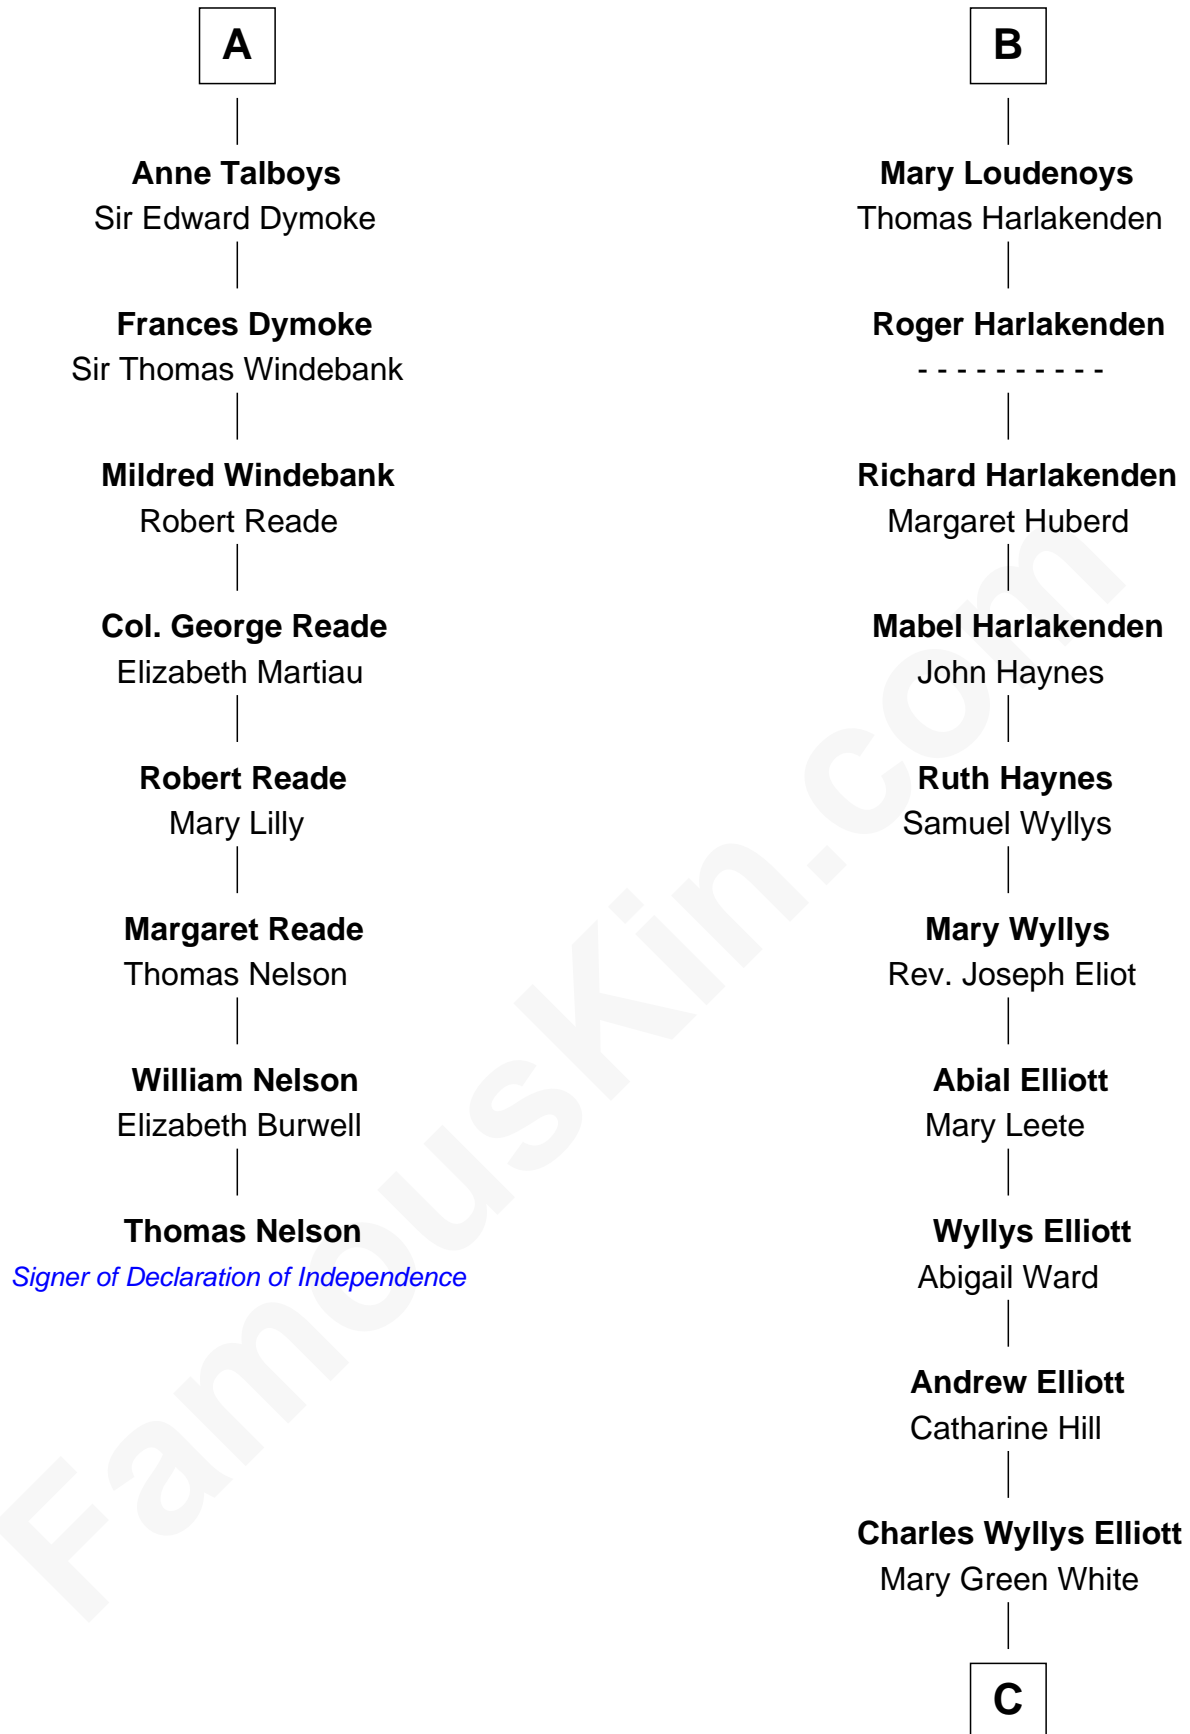 A
Anne Talboys
Sir Edward Dymoke
Frances Dymoke
Sir Thomas Windebank
Mildred Windebank
Robert Reade
Col. George Reade
Elizabeth Martiau
Robert Reade
Mary Lilly
Margaret Reade
Thomas Nelson
William Nelson
Elizabeth Burwell
Thomas Nelson
Signer of Declaration of Independence
B
Mary Loudenoys
Thomas Harlakenden
Roger Harlakenden
- - - - - - - - - -
Richard Harlakenden
Margaret Huberd
Mabel Harlakenden
John Haynes
Ruth Haynes
Samuel Wyllys
Mary Wyllys
Rev. Joseph Eliot
Abial Elliott
Mary Leete
Wyllys Elliott
Abigail Ward
Andrew Elliott
Catharine Hill
Charles Wyllys Elliott
Mary Green White
C
FamousKin.com